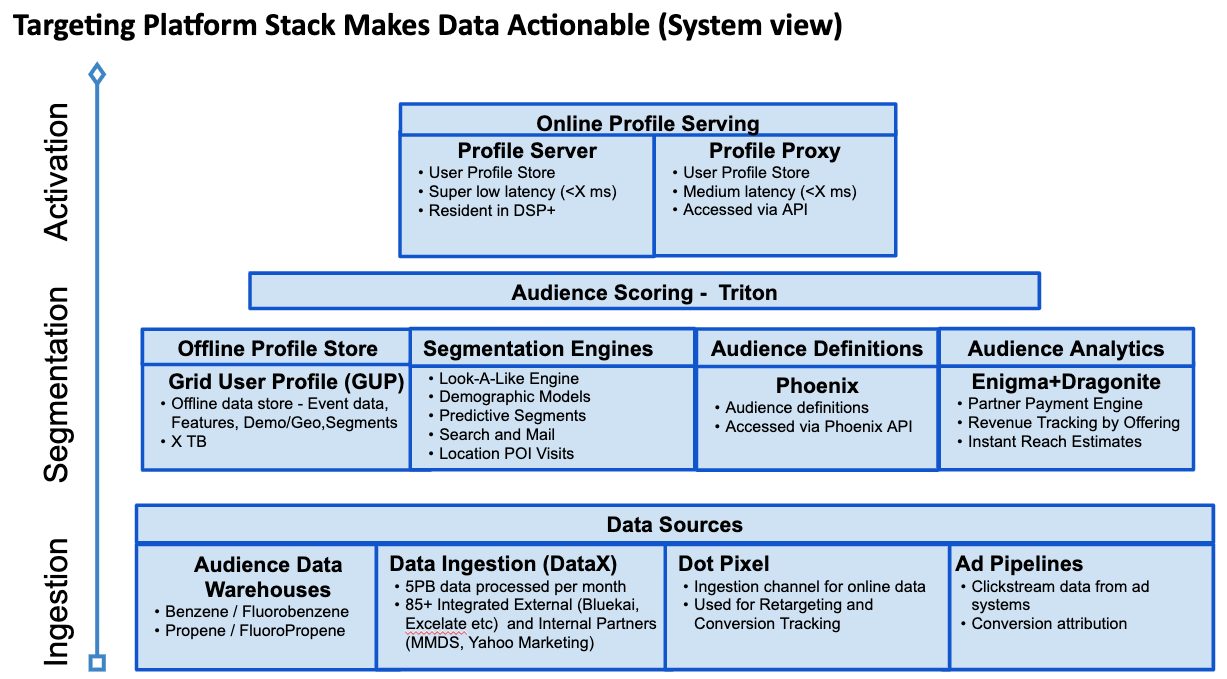 Targeting Platform Stack Makes Data Actionable (System view)
Activation
Online Profile Serving
Profile Server
• User Profile Store
• Super low latency (<X ms)
• Resident in DSP+
Profile Proxy
• User Profile Store
• Medium latency (<X ms)
• Accessed via API
Segmentation
Audience Scoring - Triton
Offline Profile Store
Grid User Profile (GUP)
• Offline data store - Event data,
Features, Demo/Geo,Segments
• X TB
Segmentation Engines
• Look-A-Like Engine
• Demographic Models
• Predictive Segments
• Search and Mail
• Location POI Visits
Audience Definitions
Phoenix
• Audience definitions
• Accessed via Phoenix API
Audience Analytics
Enigma+Dragonite
• Partner Payment Engine
• Revenue Tracking by Offering
• Instant Reach Estimates
Ingestion
Data Sources
Audience Data
Warehouses
• Benzene / Fluorobenzene
• Propene / FluoroPropene
Data Ingestion (DataX)
• 5PB data processed per month
• 85+ Integrated External (Bluekai,
Excelate etc) and Internal Partners
(MMDS, Yahoo Marketing)
Dot Pixel
• Ingestion channel for online data
• Used for Retargeting and
Conversion Tracking
Ad Pipelines
• Clickstream data from ad
systems
• Conversion attribution